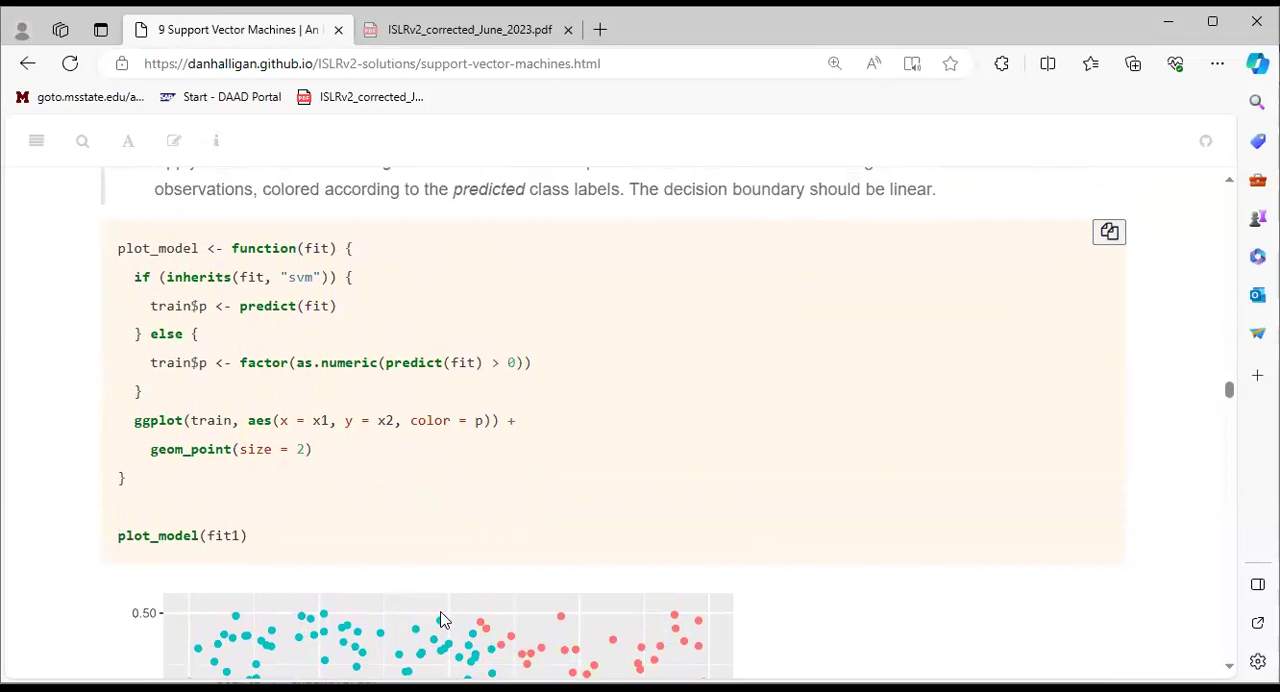 9 Support Vector Machines | An
ISLRv2_corrected_June_2023.pdf
https://danhalligan.github.io/ISLRv2-solutions/support-vector-machines.html
goto.msstate.edu/a...
Start - DAAD Portal
ISLRv2_corrected_J...
observations, colored according to the predicted class labels. The decision boundary should be linear.
plot_model <- function(fit) {
if (inherits(fit, "svm")) {
train$p <- predict(fit)
} else {
train$p <- factor(as.numeric(predict(fit) > 0))
}
ggplot(train, aes(x = x1, y = x2, color = p)) +
geom_point(size = 2)
}
plot_model(fit1)
0.50